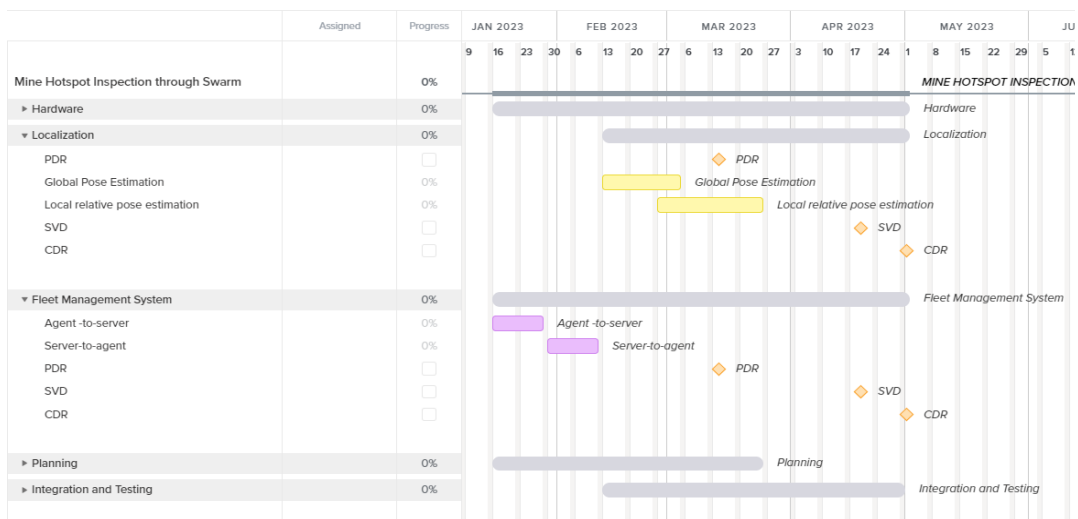 Assigned Progress JAN 2023 FEB 2023 MAR 2023 APR 2023 MAY 2023 JU
9 16 23 30 6 13 20 27 6 13 20 27 3 10 17 24 1 8 15 22 29 5 1
Mine Hotspot Inspection through Swarm 0% MINE HOTSPOT INSPECTION
Hardware 0% Hardware
Localization 0% Localization
PDR PDR
Global Pose Estimation 0% Global Pose Estimation
Local relative pose estimation 0% Local relative pose estimation
SVD SVD
CDR CDR
Fleet Management System 0% Fleet Management System
Agent -to-server 0% Agent -to-server
Server-to-agent 0% Server-to-agent
PDR PDR
SVD SVD
CDR CDR
Planning 0% Planning
Integration and Testing 0% Integration and Testing